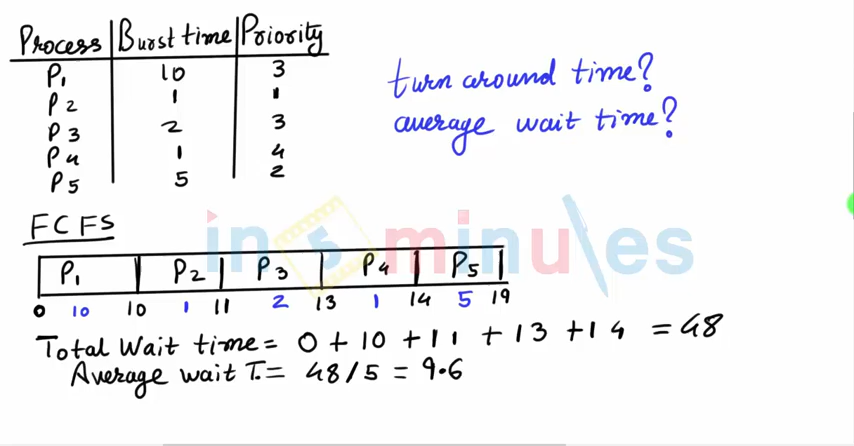 Process Burst time Priority
P1 10 3
P2 1 1
P3 2 3
P4 1 4
P5 5 2
turn around time?
average wait time?
FCFS
in 5 minutes
P1 P2 P3 P4 P5
0 10 10 1 11 2 13 1 14 5 19
Total Wait time = 0 + 10 + 11 + 13 + 14 = 48
Average wait T. = 48/5 = 9.6